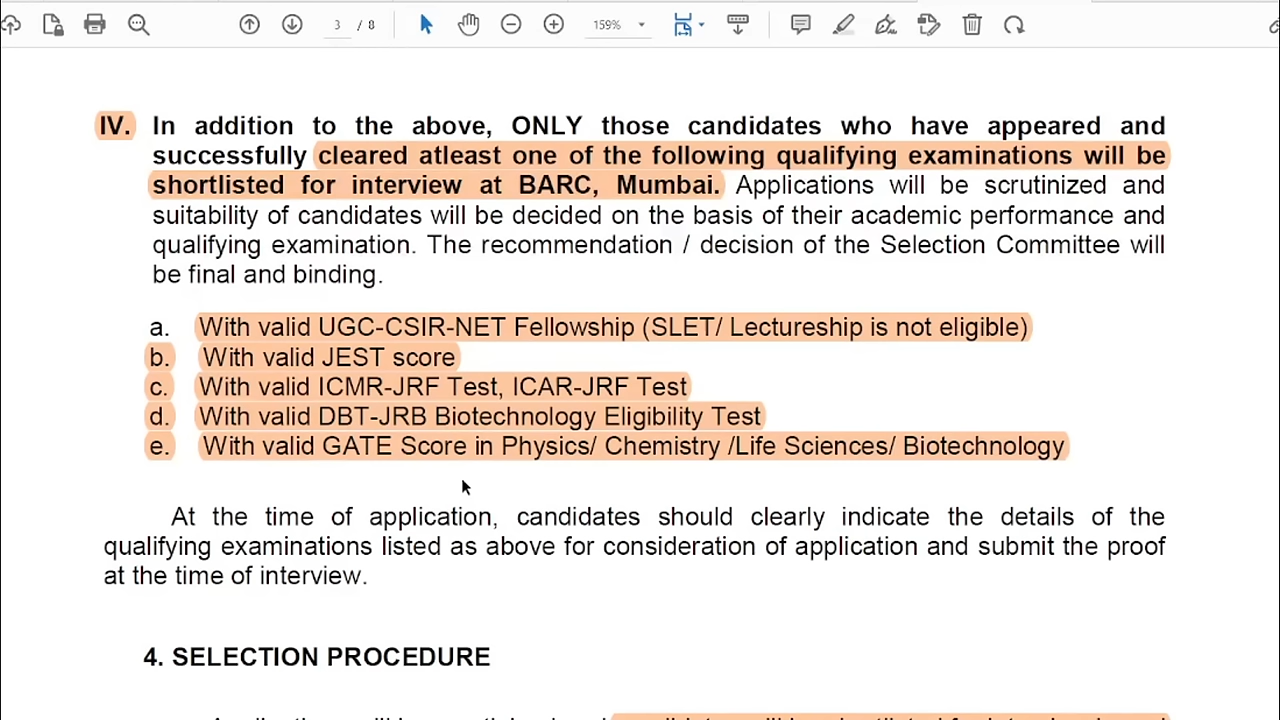 3 / 8 159%
IV. In addition to the above, ONLY those candidates who have appeared and
successfully cleared atleast one of the following qualifying examinations will be
shortlisted for interview at BARC, Mumbai. Applications will be scrutinized and
suitability of candidates will be decided on the basis of their academic performance and
qualifying examination. The recommendation / decision of the Selection Committee will
be final and binding.
a. With valid UGC-CSIR-NET Fellowship (SLET/ Lectureship is not eligible)
b. With valid JEST score
c. With valid ICMR-JRF Test, ICAR-JRF Test
d. With valid DBT-JRB Biotechnology Eligibility Test
e. With valid GATE Score in Physics/ Chemistry /Life Sciences/ Biotechnology
At the time of application, candidates should clearly indicate the details of the
qualifying examinations listed as above for consideration of application and submit the proof
at the time of interview.
4. SELECTION PROCEDURE